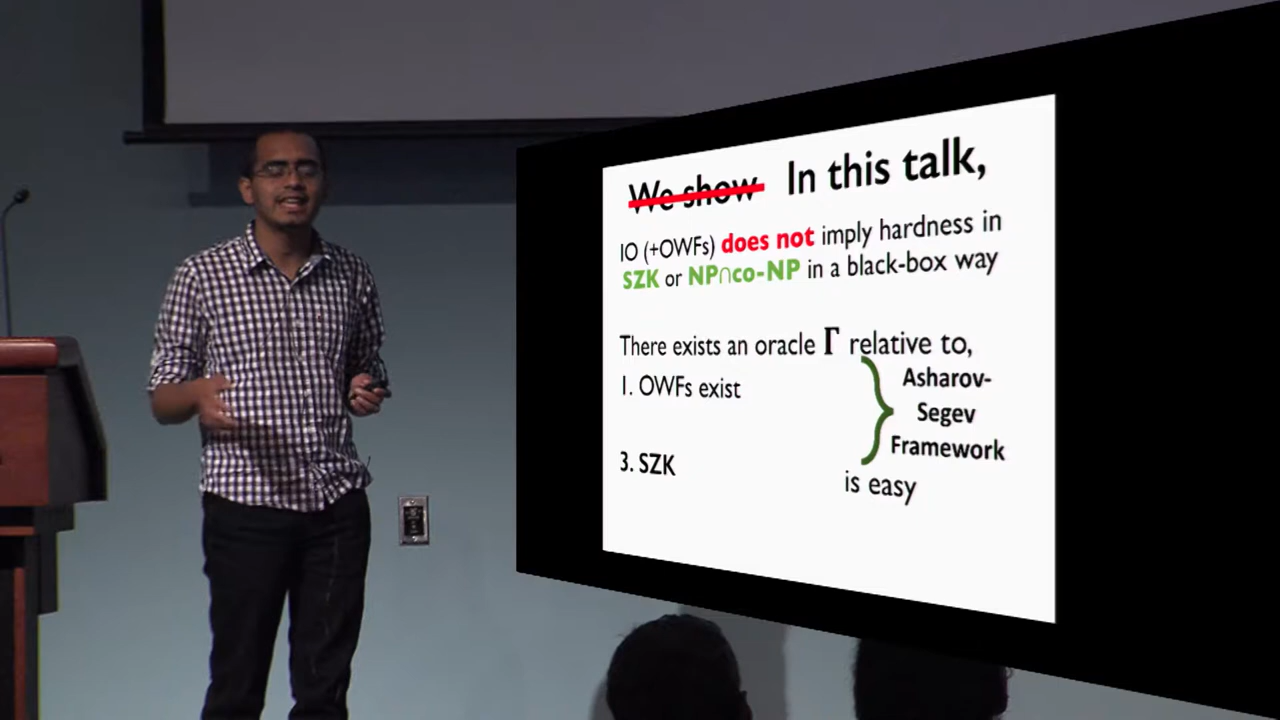 We show In this talk,
IO (+OWFs) does not imply hardness in
SZK or NP∩co-NP in a black-box way
There exists an oracle Γ relative to,
1. OWFs exist
Asharov-
Segev
Framework
3. SZK is easy